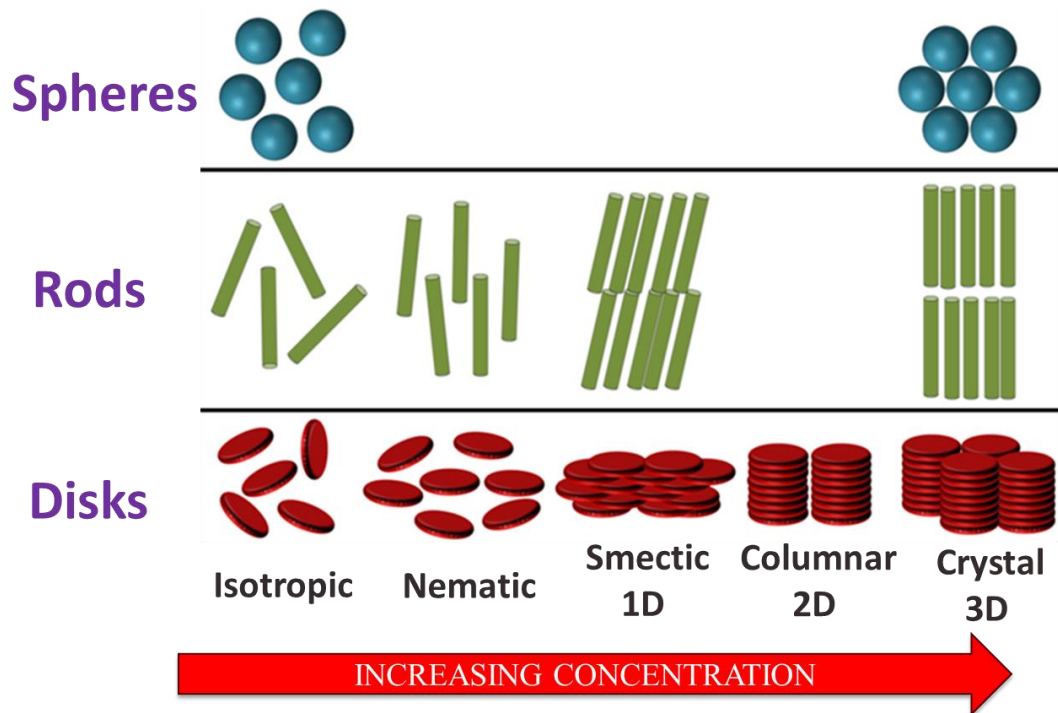 Spheres
Rods
Disks
Isotropic
Nematic
Smectic
1D
Columnar
2D
Crystal
3D
INCREASING CONCENTRATION